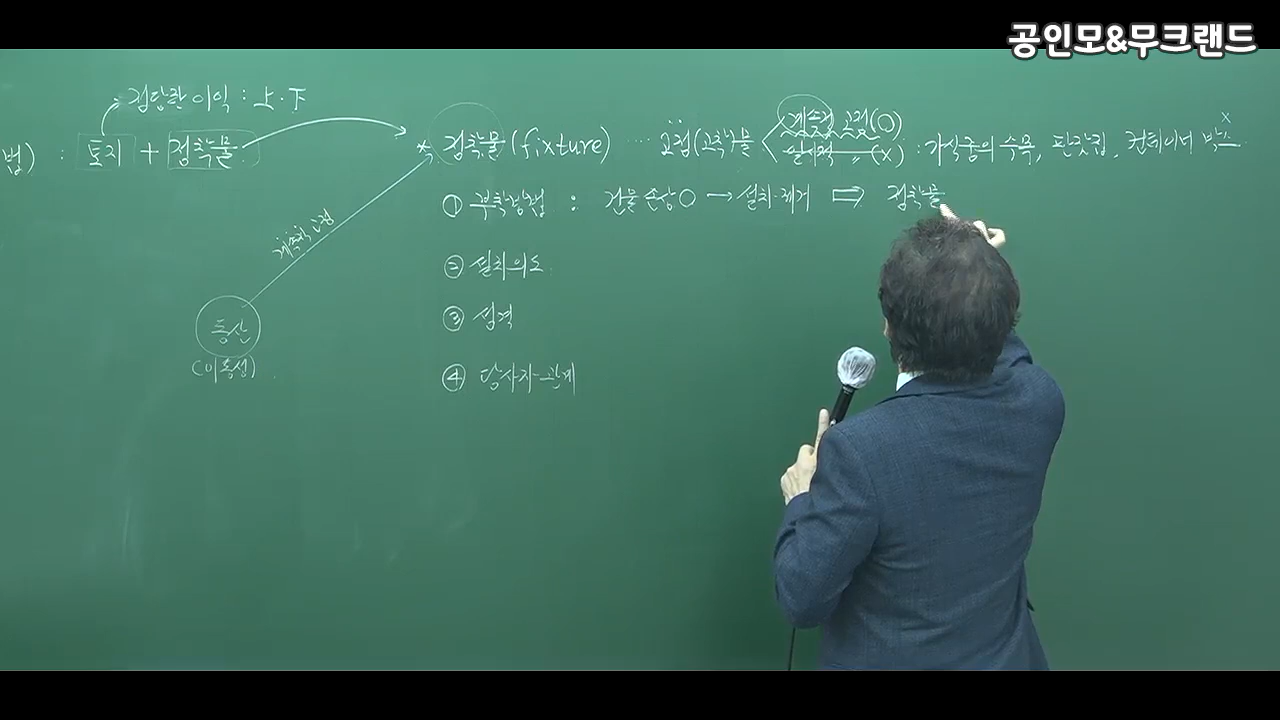 공인모&무크랜드
정당한 이익 : 上·下
법) : 토지 + 정착물
* 정착물(fixture) ···· 고정(고착)물
계속적 고정(O)
일시적 〃 (X) : 가식중의 수목, 판잣집, 컨테이너 박스
X
① 부착방법 : 건물 손상○ → 설치·제거 ⇒ 정착물
계속적 고정
② 설치의도
③ 성격
동산
(이동성)
④ 당사자 관계